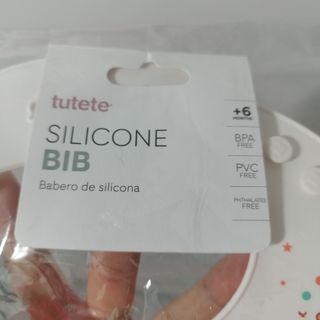 tutete
SILICONE
BIB
Babero de silicona
+6
MONTHS
BPA
FREE
PVC
FREE
PHTHALATES
FREE